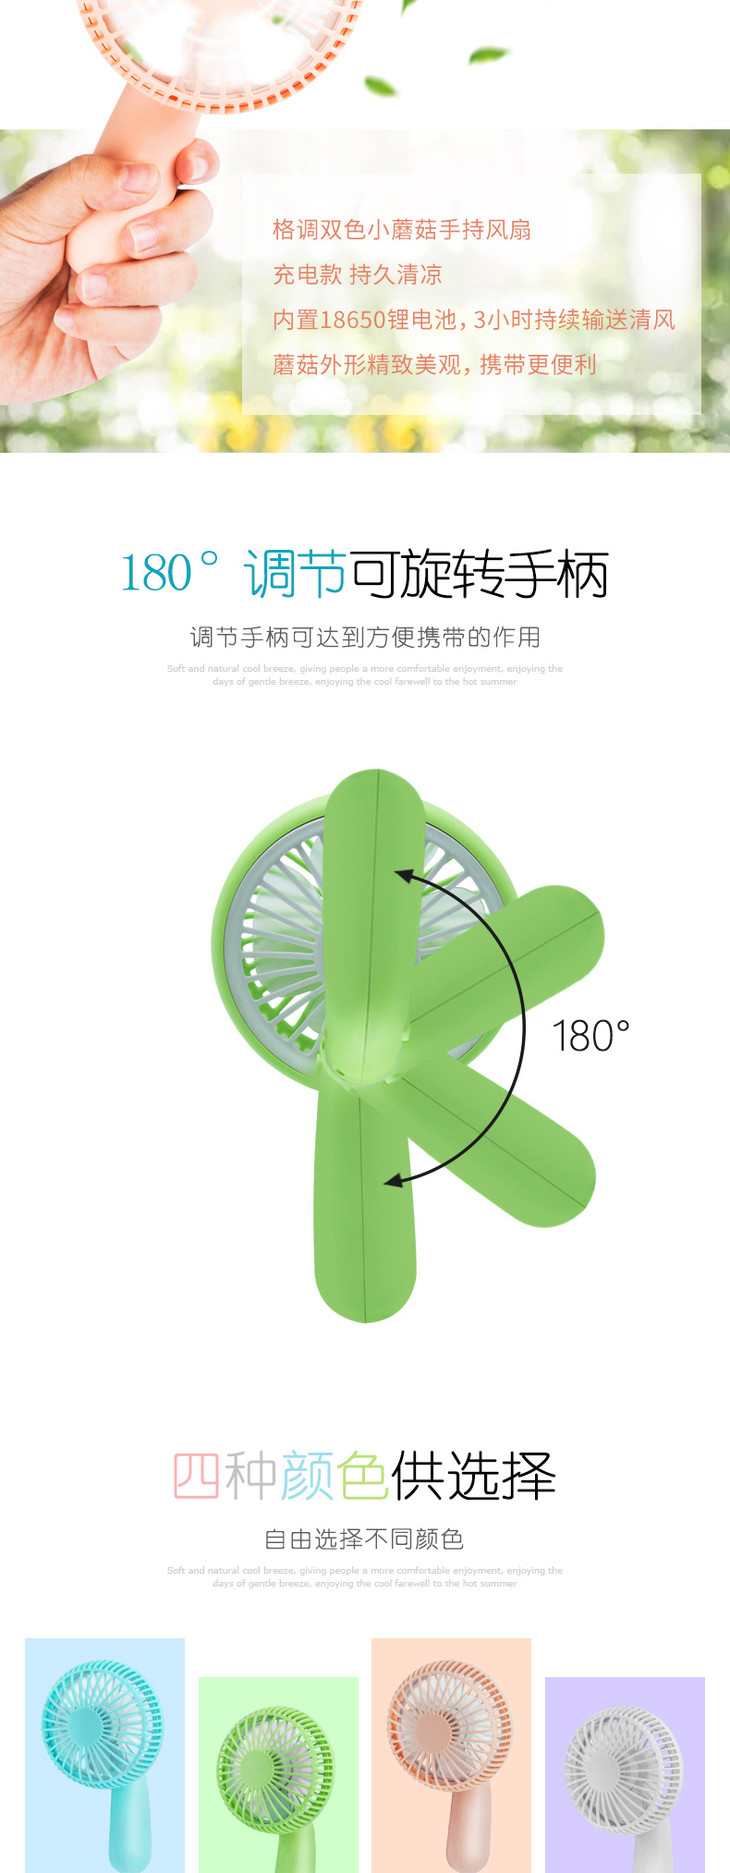 格调双色小蘑菇手持风扇
充电款 持久清凉
内置18650锂电池, 3小时持续输送清风
蘑菇外形精致美观, 携带更便利
180° 调节可旋转手柄
调节手柄可达到方便携带的作用
Soft and natural cool breeze, giving people a more comfortable enjoyment, enjoying the
days of gentle breeze, enjoying the cool farewell to the hot summer
180°
四种颜色供选择
自由选择不同颜色
Soft and natural cool breeze, giving people a more comfortable enjoyment, enjoying the
days of gentle breeze, enjoying the cool farewell to the hot summer